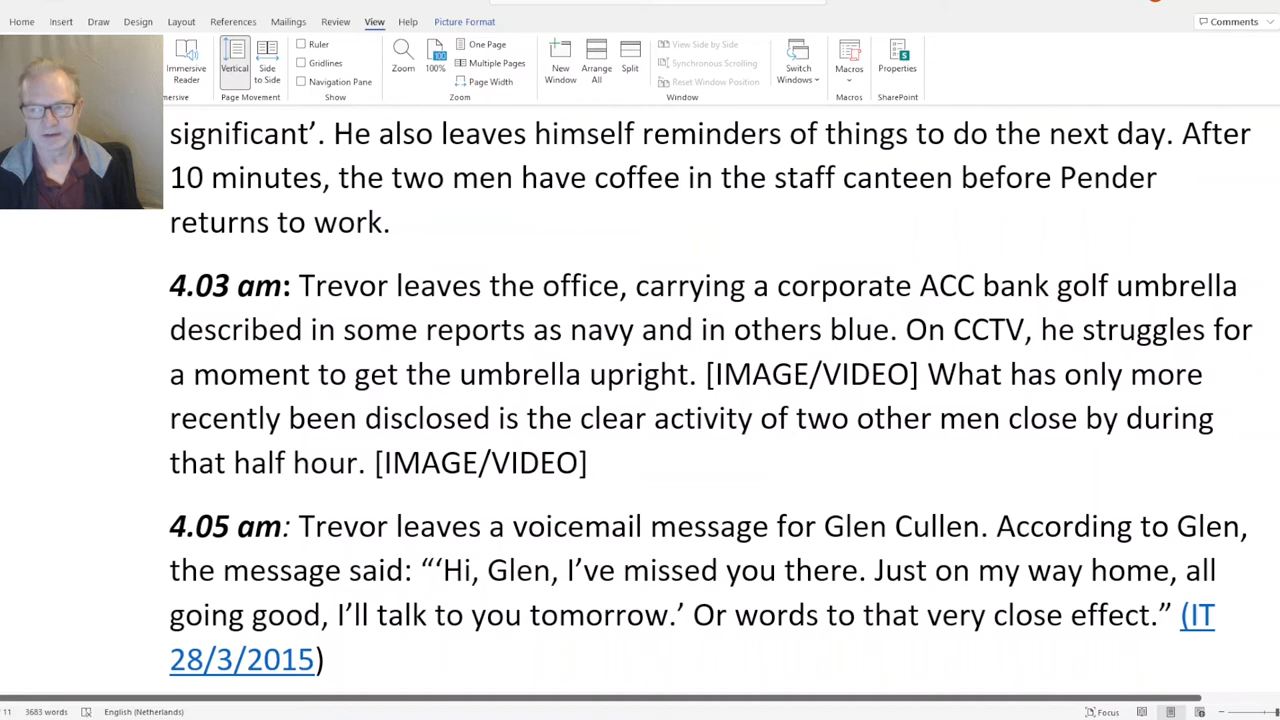 Home Insert Draw Design Layout References Mailings Review View Help Picture Format Comments
Immersive Reader Vertical Side to Side Ruler Gridlines Navigation Pane Zoom 100% One Page Multiple Pages Page Width New Window Arrange All Split View Side by Side Synchronous Scrolling Reset Window Position Switch Windows Macros Properties
mersive Page Movement Show Zoom Window Macros SharePoint
significant’. He also leaves himself reminders of things to do the next day. After
10 minutes, the two men have coffee in the staff canteen before Pender
returns to work.
4.03 am: Trevor leaves the office, carrying a corporate ACC bank golf umbrella
described in some reports as navy and in others blue. On CCTV, he struggles for
a moment to get the umbrella upright. [IMAGE/VIDEO] What has only more
recently been disclosed is the clear activity of two other men close by during
that half hour. [IMAGE/VIDEO]
4.05 am: Trevor leaves a voicemail message for Glen Cullen. According to Glen,
the message said: “‘Hi, Glen, I’ve missed you there. Just on my way home, all
going good, I’ll talk to you tomorrow.’ Or words to that very close effect.” (IT
28/3/2015)
11 3683 words English (Netherlands) Focus